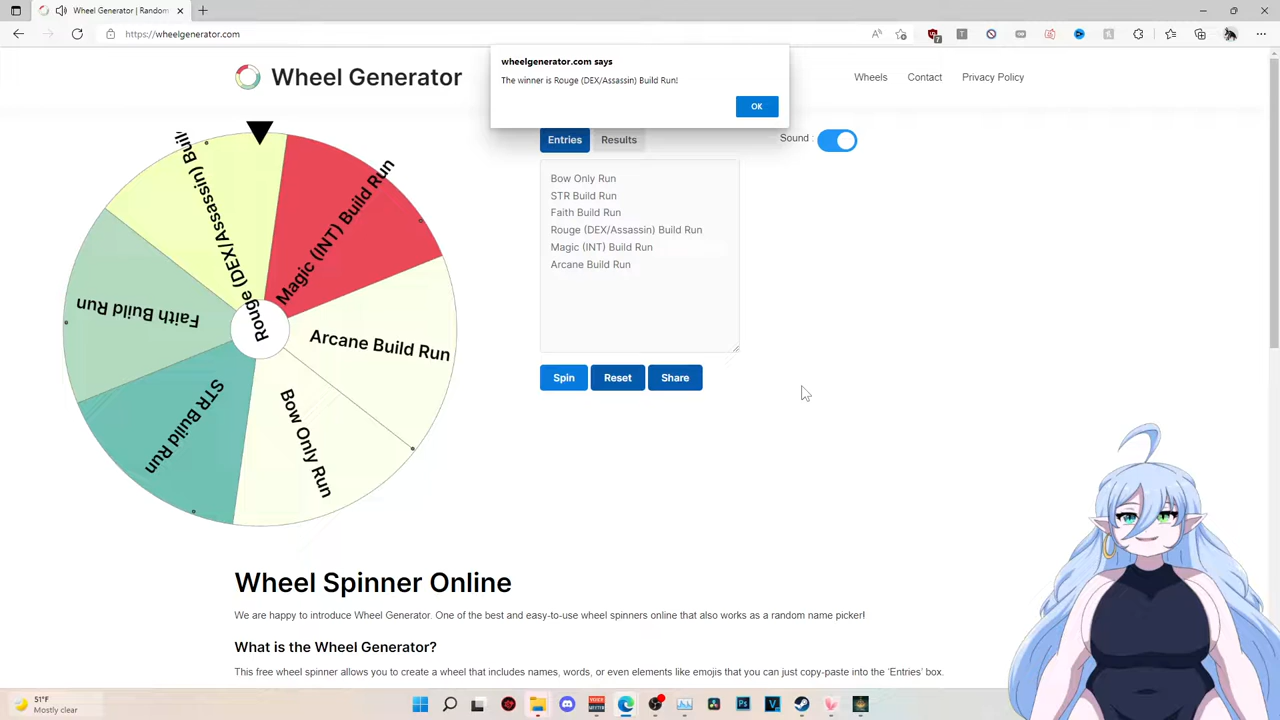 Wheel Generator | Random
https://wheelgenerator.com
Wheel Generator
wheelgenerator.com says
The winner is Rouge (DEX/Assassin) Build Run!
OK
Wheels
Contact
Privacy Policy
Entries
Results
Sound :
Bow Only Run
STR Build Run
Faith Build Run
Rouge (DEX/Assassin) Build Run
Magic (INT) Build Run
Arcane Build Run
Rouge (DEX/Assassin) Buil
Magic (INT) Build Run
Arcane Build Run
Bow Only Run
STR Build Run
Faith Build Run
Spin
Reset
Share
Wheel Spinner Online
We are happy to introduce Wheel Generator. One of the best and easy-to-use wheel spinners online that also works as a random name picker!
What is the Wheel Generator?
This free wheel spinner allows you to create a wheel that includes names, words, or even elements like emojis that you can just copy-paste into the 'Entries' box.
51°F
Mostly clear